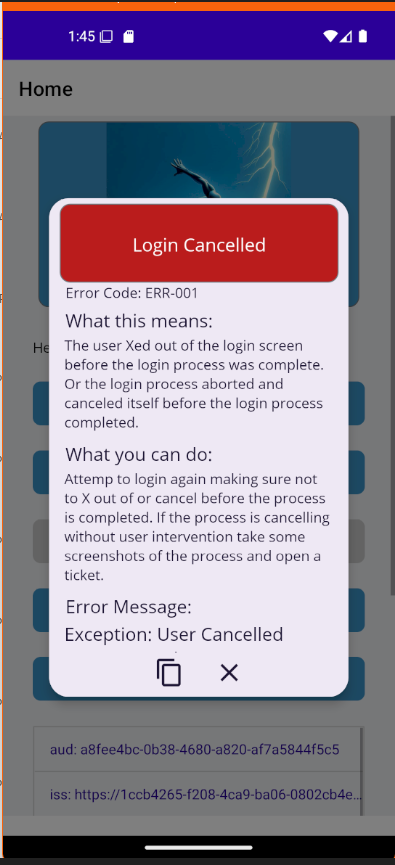 1:45
Home
Login Cancelled
Error Code: ERR-001
What this means:
The user Xed out of the login screen
before the login process was complete.
Or the login process aborted and
canceled itself before the login process
completed.
What you can do:
Attemp to login again making sure not
to X out of or cancel before the process
is completed. If the process is cancelling
without user intervention take some
screenshots of the process and open a
ticket.
Error Message:
Exception: User Cancelled
He
aud: a8fee4bc-0b38-4680-a820-af7a5844f5c5
iss: https://1ccb4265-f208-4ca9-ba06-0802cb4e...